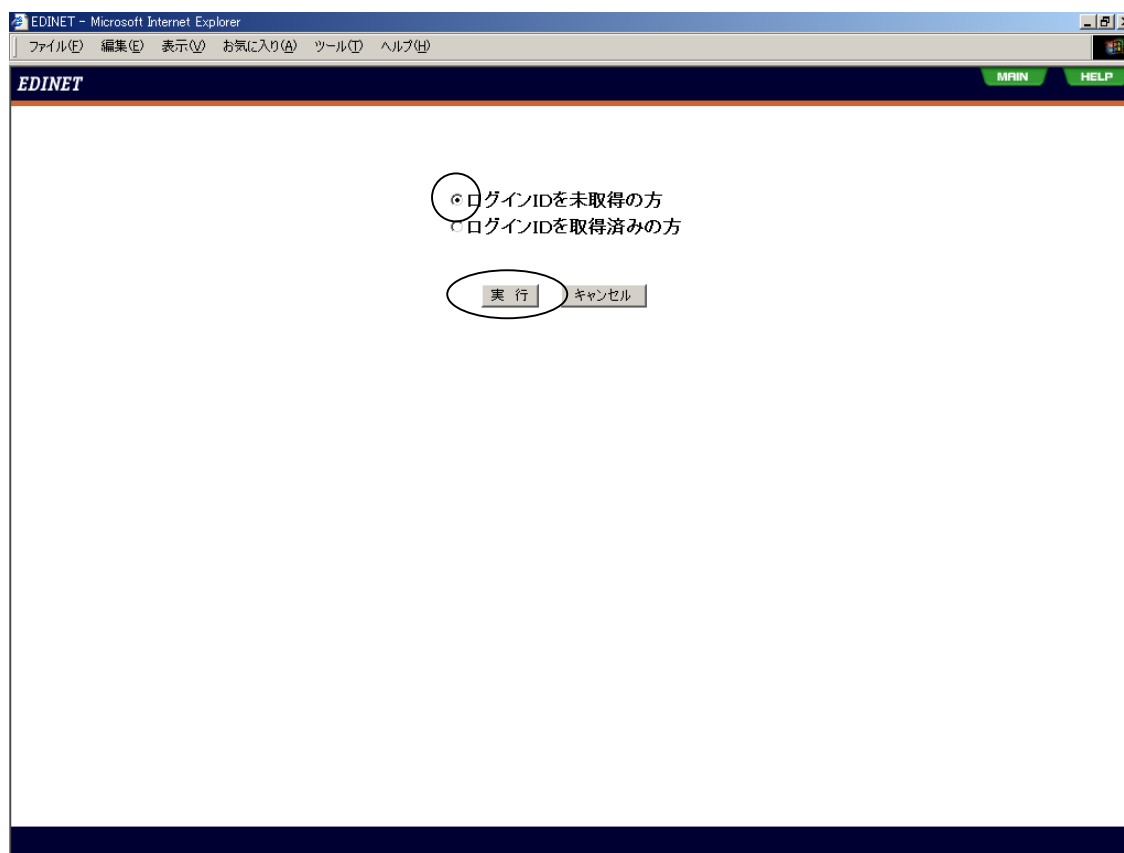 EDINET - Microsoft Internet Explorer
ファイル(F) 編集(E) 表示(V) お気に入り(A) ツール(T) ヘルプ(H)
EDINET MAIN HELP
ログインIDを未取得の方
ログインIDを取得済みの方
実 行 キャンセル